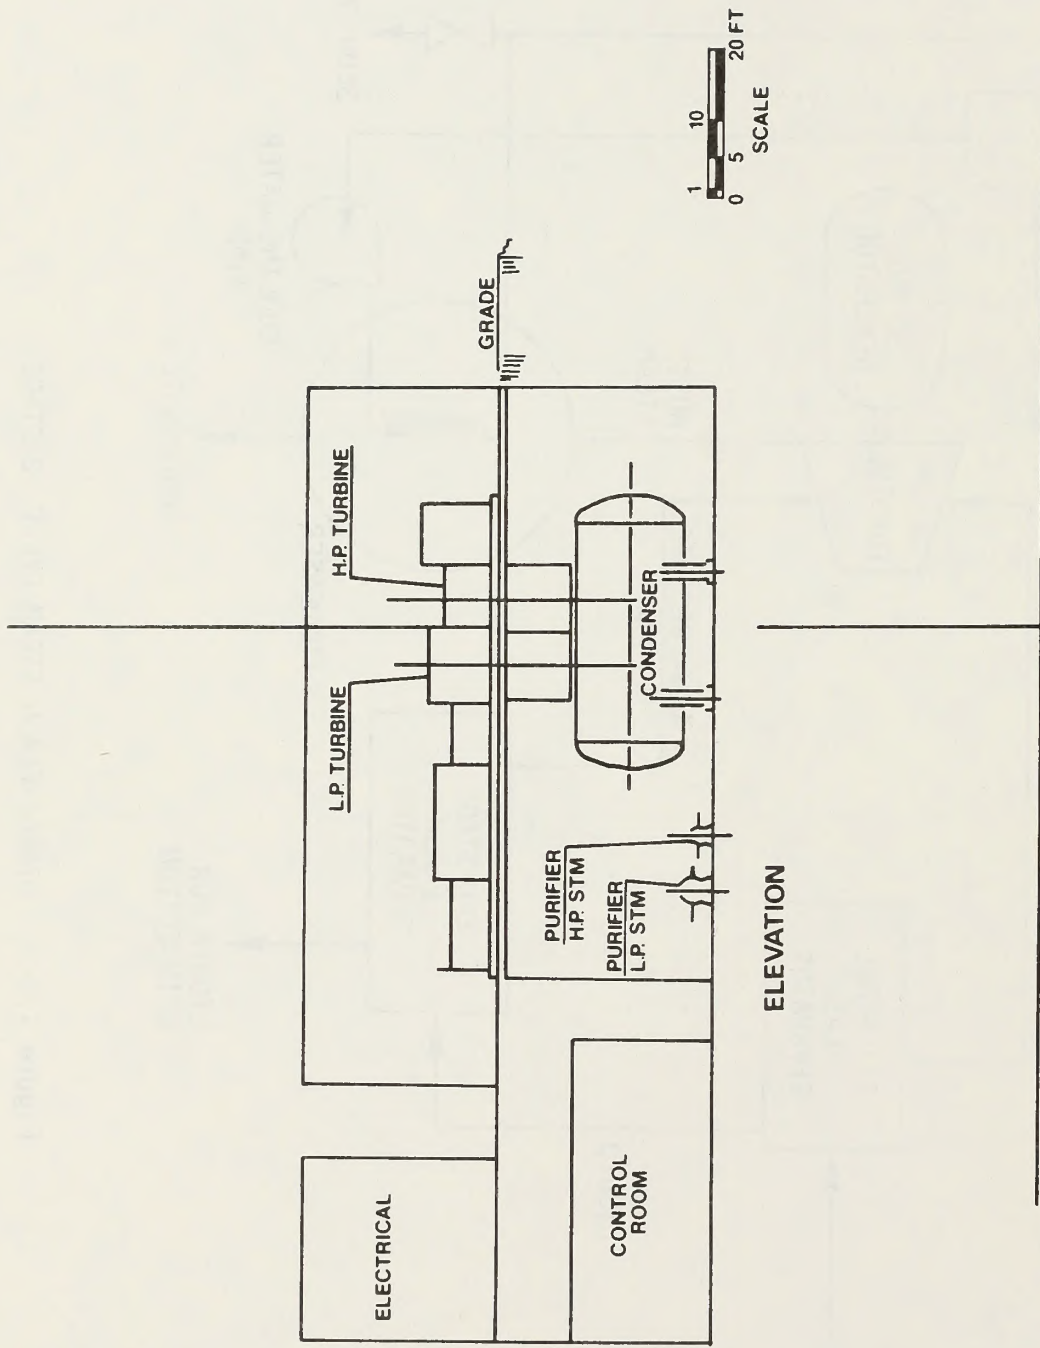 ELECTRICAL
L.P. TURBINE
H.P. TURBINE
GRADE
CONTROL
ROOM
PURIFIER
H.P. STM
PURIFIER
L.P. STM
CONDENSER
1 10
0 5 20 FT
SCALE
ELEVATION